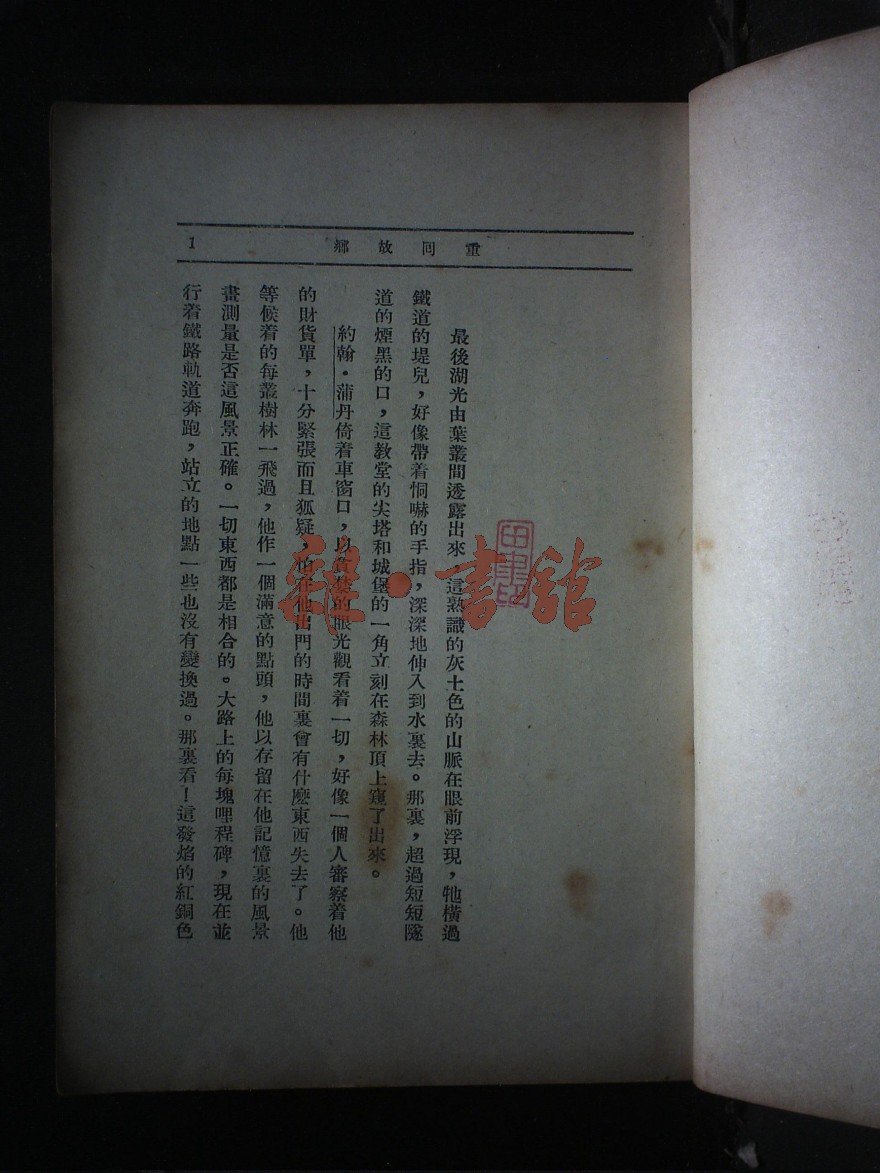 重回故鄉
1
最後湖光由葉叢間透露出來,這熟識的灰土色的山脈在眼前浮現,牠橫過
鐵道的堤兒,好像帶着恫嚇的手指,深深地伸入到水裏去。那裏,超過短短隧
道的煙黑的口,這教堂的尖塔和城堡的一角立刻在森林頂上窺了出來。
約翰・蒲丹倚着車窗口,以貪婪的眼光觀看着一切,好像一個人審察着他
的財貨單,十分緊張而且狐疑,怕在他出門的時間裏會有什麽東西失去了。他
等候着的每叢樹林一飛過,他作一個滿意的點頭,他以存留在他記憶裏的風景
畫測量是否這風景正確。一切東西都是相合的。大路上的每塊哩程碑,現在並
行着鐵路軌道奔跑,站立的地點一些也沒有變換過。那裏看!這發焰的紅銅色
雜・書館